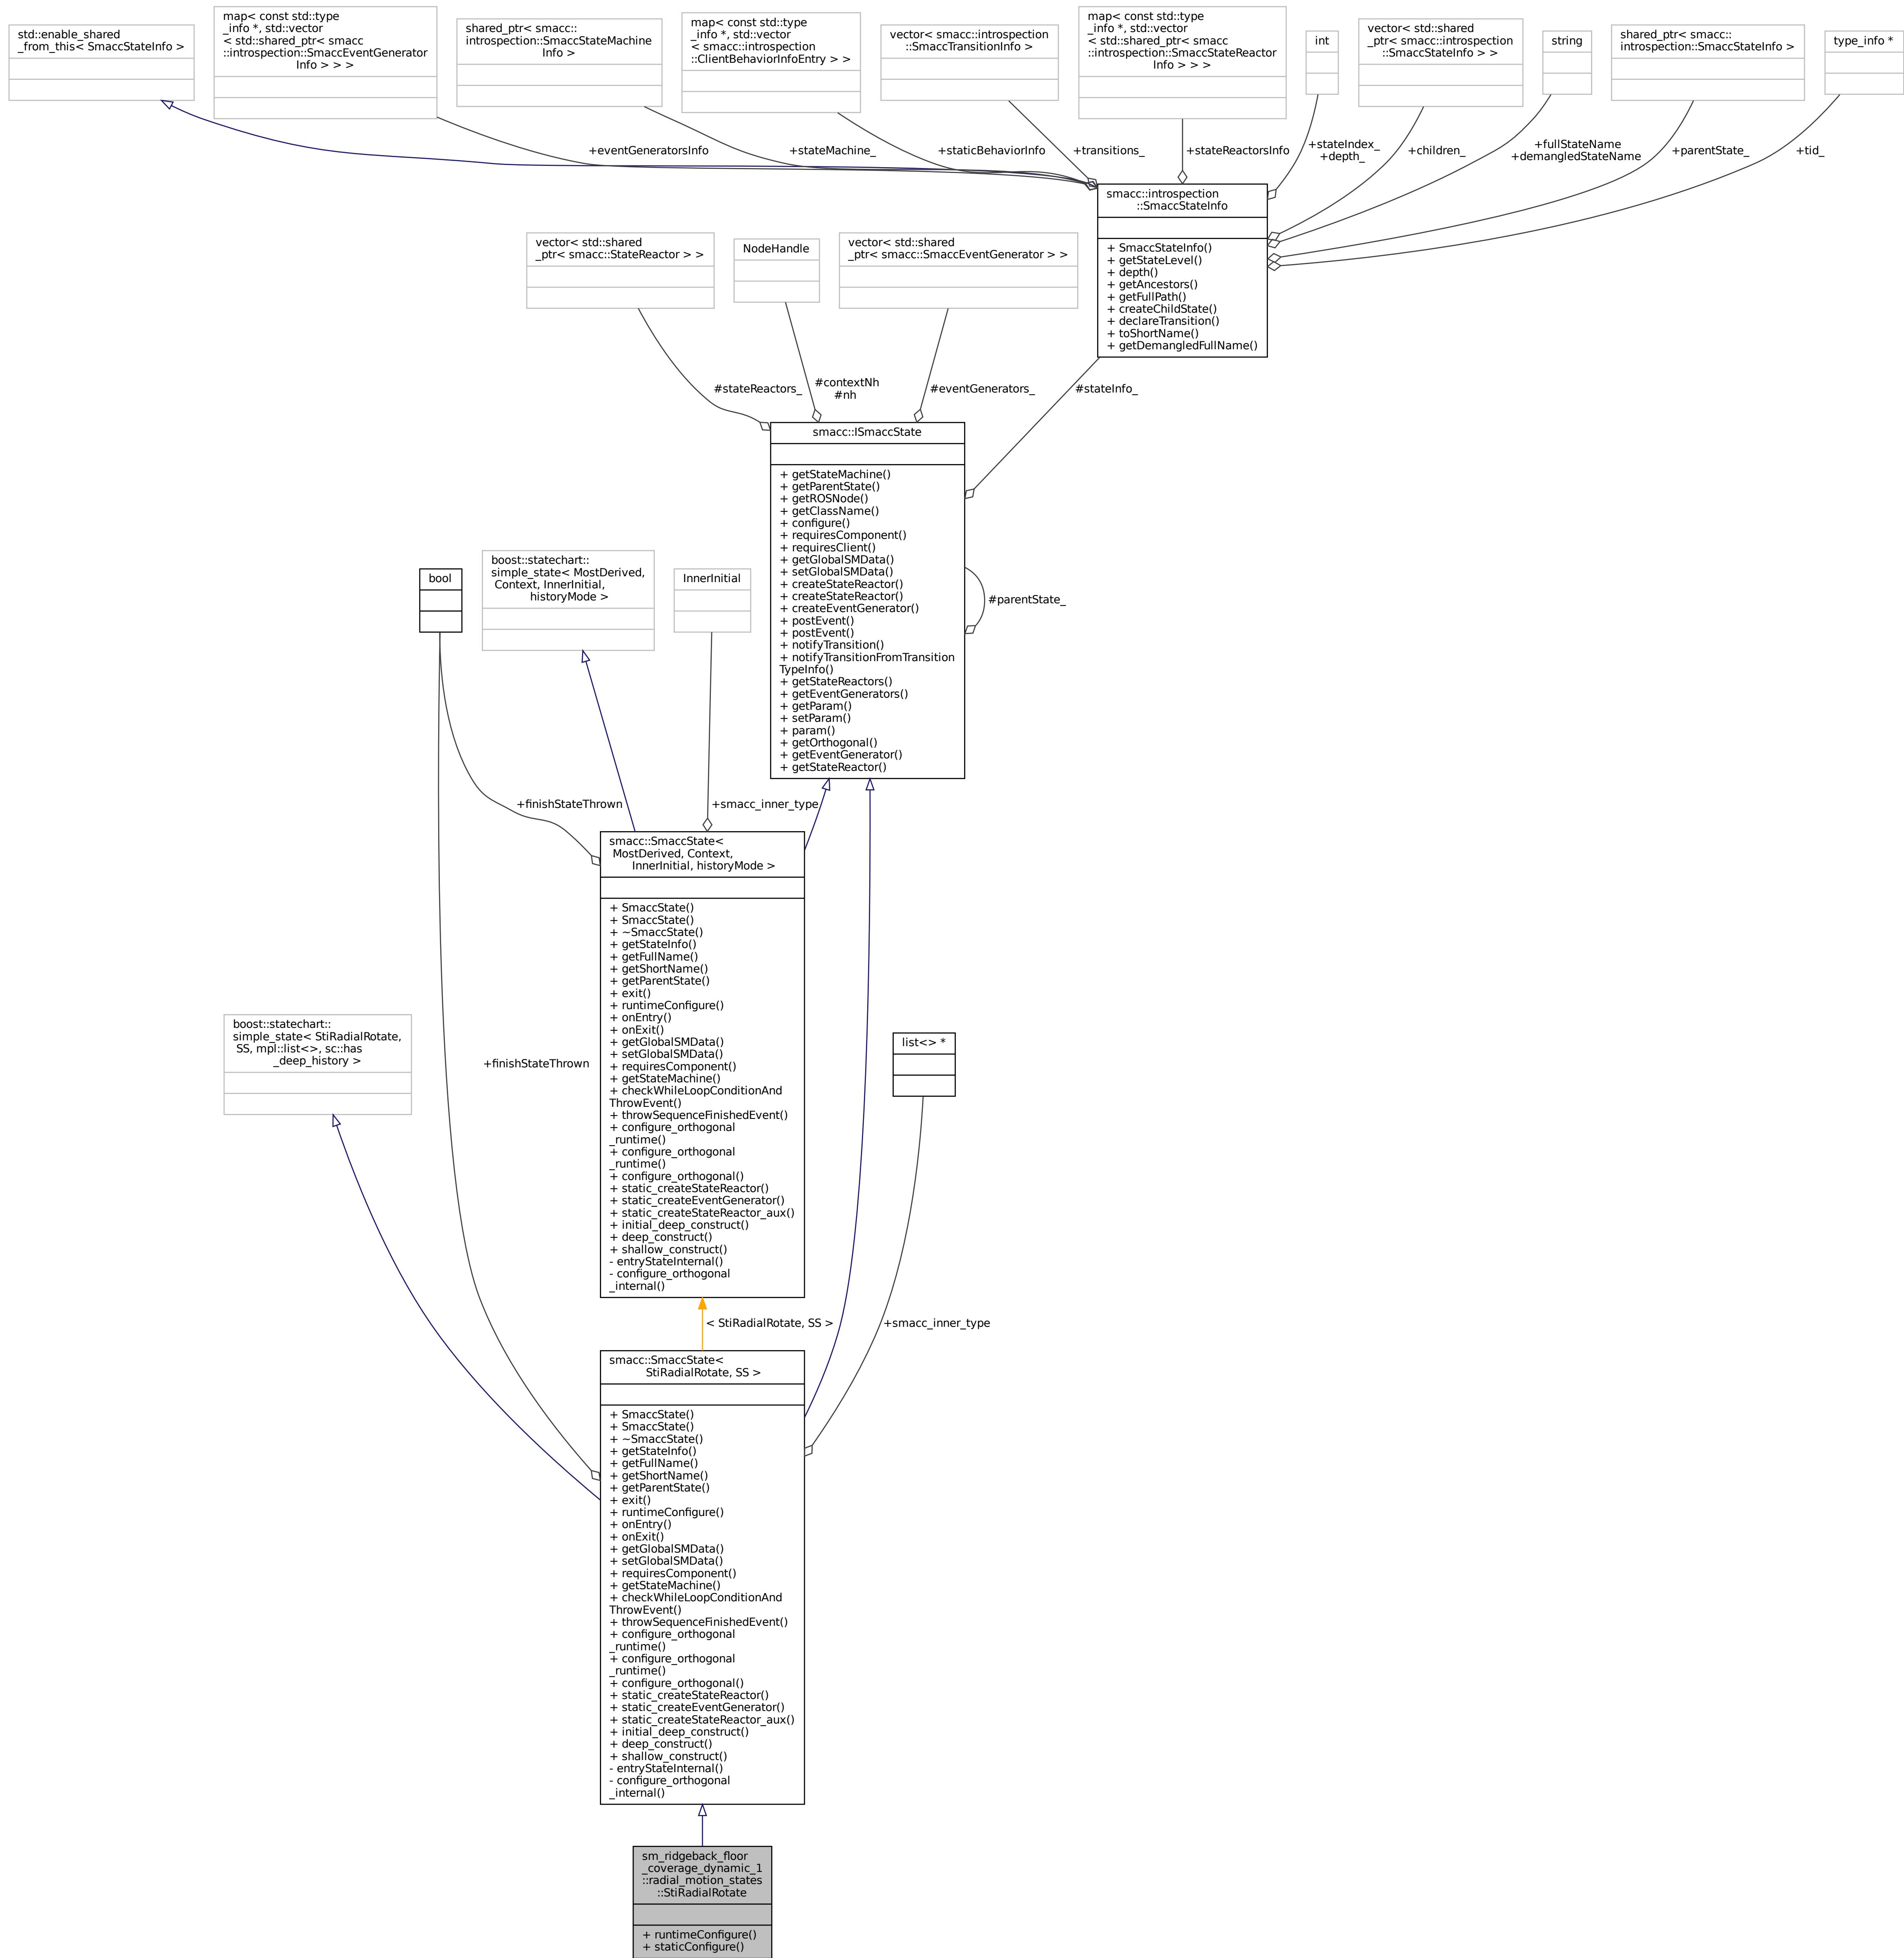 std::enable_shared
_from_this< SmaccStateInfo >
map< const std::type
_info *, std::vector
< std::shared_ptr< smacc
::introspection::SmaccEventGenerator
Info > > >
shared_ptr< smacc::
introspection::SmaccStateMachine
Info >
map< const std::type
_info *, std::vector
< smacc::introspection
::ClientBehaviorInfoEntry > >
vector< smacc::introspection
::SmaccTransitionInfo >
map< const std::type
_info *, std::vector
< std::shared_ptr< smacc
::introspection::SmaccStateReactor
Info > > >
int
vector< std::shared
_ptr< smacc::introspection
::SmaccStateInfo > >
string
shared_ptr< smacc::
introspection::SmaccStateInfo >
type_info *
+eventGeneratorsInfo
+stateMachine_
+staticBehaviorInfo
+transitions_
+stateReactorsInfo
+stateIndex_
+depth_
+children_
+fullStateName
+demangledStateName
+parentState_
+tid_
smacc::introspection
::SmaccStateInfo
+ SmaccStateInfo()
+ getStateLevel()
+ depth()
+ getAncestors()
+ getFullPath()
+ createChildState()
+ declareTransition()
+ toShortName()
+ getDemangledFullName()
vector< std::shared
_ptr< smacc::StateReactor > >
NodeHandle
vector< std::shared
_ptr< smacc::SmaccEventGenerator > >
#stateReactors_
#contextNh
#nh
#eventGenerators_
#stateInfo_
smacc::ISmaccState
+ getStateMachine()
+ getParentState()
+ getROSNode()
+ getClassName()
+ configure()
+ requiresComponent()
+ requiresClient()
+ getGlobalSMData()
+ setGlobalSMData()
+ createStateReactor()
+ createStateReactor()
+ createEventGenerator()
+ postEvent()
+ postEvent()
+ notifyTransition()
+ notifyTransitionFromTransition
TypeInfo()
+ getStateReactors()
+ getEventGenerators()
+ getParam()
+ setParam()
+ param()
+ getOrthogonal()
+ getEventGenerator()
+ getStateReactor()
#parentState_
bool
boost::statechart::
simple_state< MostDerived,
Context, InnerInitial,
historyMode >
InnerInitial
+finishStateThrown
+smacc_inner_type
smacc::SmaccState<
MostDerived, Context,
InnerInitial, historyMode >
+ SmaccState()
+ SmaccState()
+ ~SmaccState()
+ getStateInfo()
+ getFullName()
+ getShortName()
+ getParentState()
+ exit()
+ runtimeConfigure()
+ onEntry()
+ onExit()
+ getGlobalSMData()
+ setGlobalSMData()
+ requiresComponent()
+ getStateMachine()
+ checkWhileLoopConditionAnd
ThrowEvent()
+ throwSequenceFinishedEvent()
+ configure_orthogonal
_runtime()
+ configure_orthogonal
_runtime()
+ configure_orthogonal()
+ static_createStateReactor()
+ static_createEventGenerator()
+ static_createStateReactor_aux()
+ initial_deep_construct()
+ deep_construct()
+ shallow_construct()
- entryStateInternal()
- configure_orthogonal
_internal()
boost::statechart::
simple_state< StiRadialRotate,
SS, mpl::list<>, sc::has
_deep_history >
+finishStateThrown
list<> *
< StiRadialRotate, SS >
+smacc_inner_type
smacc::SmaccState<
StiRadialRotate, SS >
+ SmaccState()
+ SmaccState()
+ ~SmaccState()
+ getStateInfo()
+ getFullName()
+ getShortName()
+ getParentState()
+ exit()
+ runtimeConfigure()
+ onEntry()
+ onExit()
+ getGlobalSMData()
+ setGlobalSMData()
+ requiresComponent()
+ getStateMachine()
+ checkWhileLoopConditionAnd
ThrowEvent()
+ throwSequenceFinishedEvent()
+ configure_orthogonal
_runtime()
+ configure_orthogonal
_runtime()
+ configure_orthogonal()
+ static_createStateReactor()
+ static_createEventGenerator()
+ static_createStateReactor_aux()
+ initial_deep_construct()
+ deep_construct()
+ shallow_construct()
- entryStateInternal()
- configure_orthogonal
_internal()
sm_ridgeback_floor
_coverage_dynamic_1
::radial_motion_states
::StiRadialRotate
+ runtimeConfigure()
+ staticConfigure()